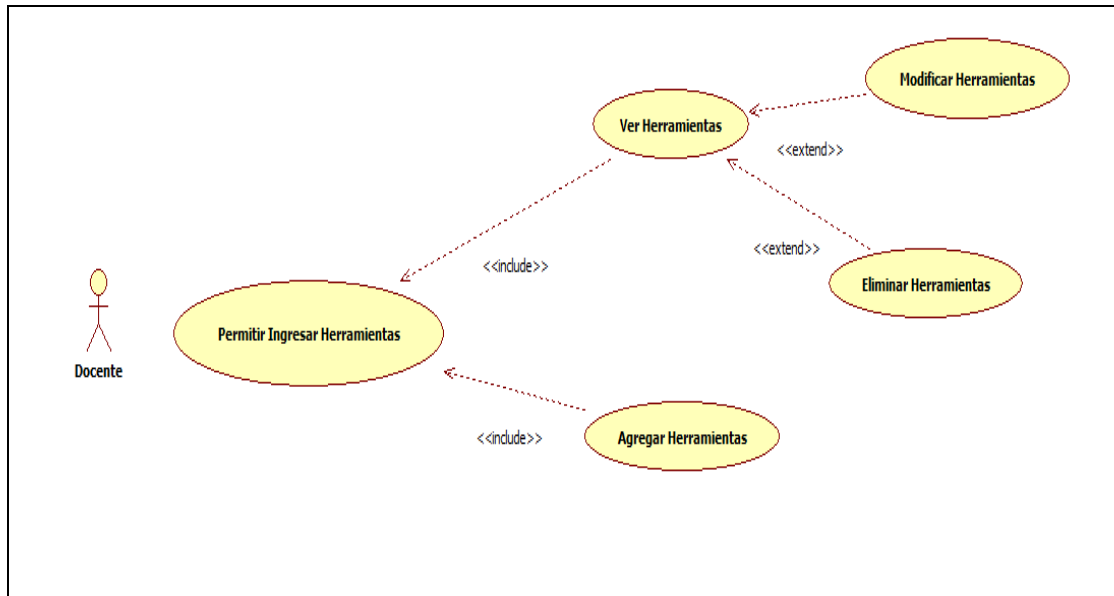 Modificar Herramientas
Ver Herramientas
<<extend>>
<<extend>>
<<include>>
Eliminar Herramientas
Permitir Ingresar Herramientas
Docente
<<include>>
Agregar Herramientas